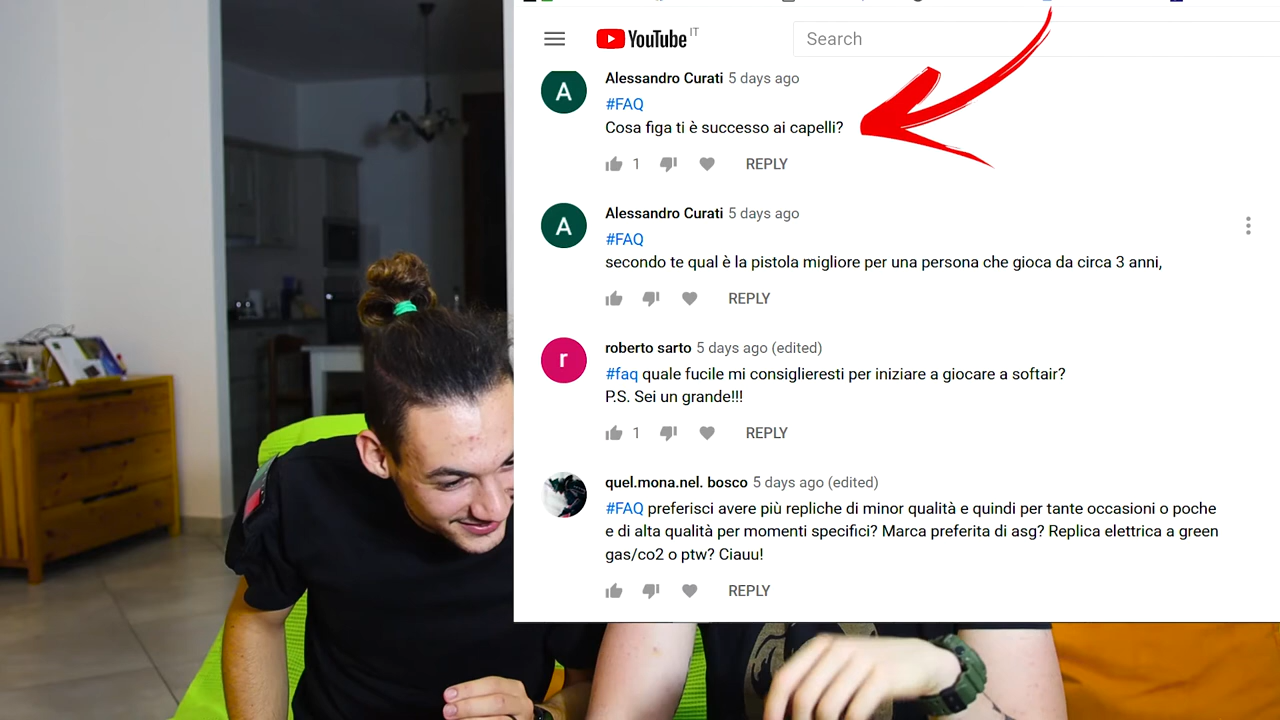 YouTube IT
Search
A
Alessandro Curati 5 days ago
#FAQ
Cosa figa ti è successo ai capelli?
1
REPLY
A
Alessandro Curati 5 days ago
#FAQ
secondo te qual è la pistola migliore per una persona che gioca da circa 3 anni,
REPLY
r
roberto sarto 5 days ago (edited)
#faq quale fucile mi consiglieresti per iniziare a giocare a softair?
P.S. Sei un grande!!!
1
REPLY
quel.mona.nel. bosco 5 days ago (edited)
#FAQ preferisci avere più repliche di minor qualità e quindi per tante occasioni o poche
e di alta qualità per momenti specifici? Marca preferita di asg? Replica elettrica a green
gas/co2 o ptw? Ciauu!
REPLY